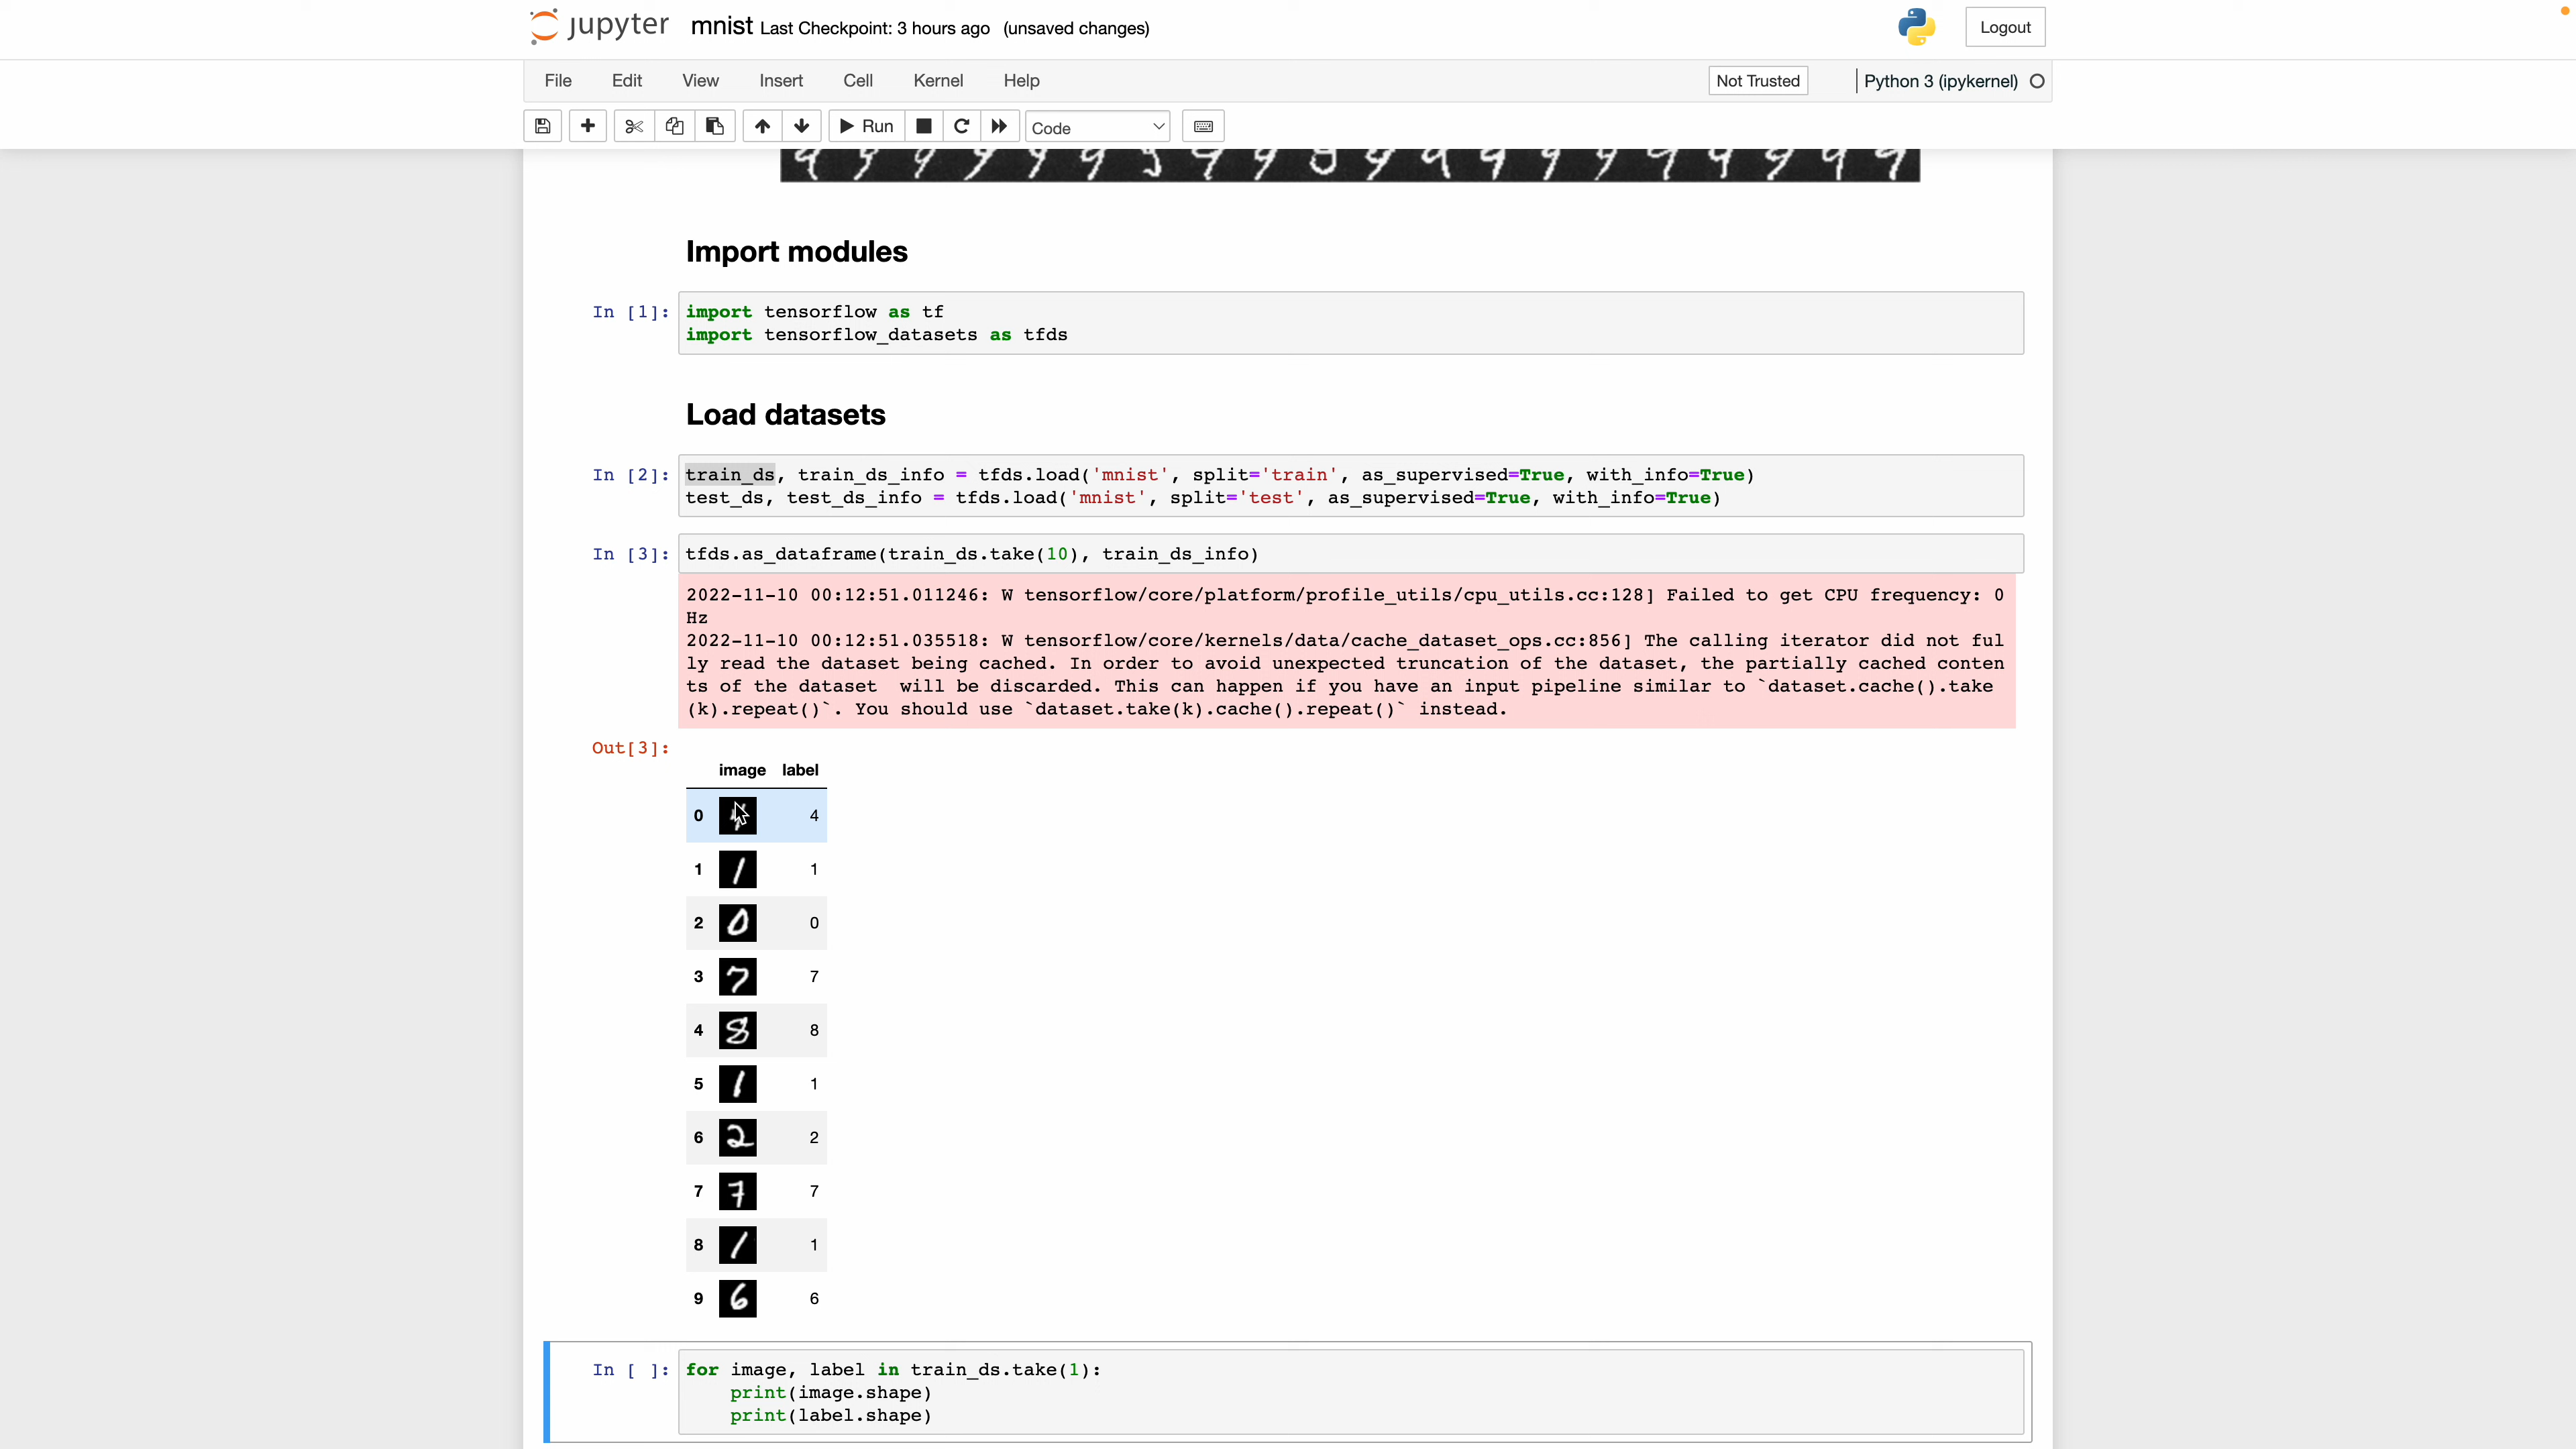 jupyter mnist Last Checkpoint: 3 hours ago (unsaved changes) Logout
File Edit View Insert Cell Kernel Help Not Trusted Python 3 (ipykernel)
Run Code
Import modules
In [1]: import tensorflow as tf
import tensorflow_datasets as tfds
Load datasets
In [2]: train_ds, train_ds_info = tfds.load('mnist', split='train', as_supervised=True, with_info=True)
test_ds, test_ds_info = tfds.load('mnist', split='test', as_supervised=True, with_info=True)
In [3]: tfds.as_dataframe(train_ds.take(10), train_ds_info)
2022-11-10 00:12:51.011246: W tensorflow/core/platform/profile_utils/cpu_utils.cc:128] Failed to get CPU frequency: 0
Hz
2022-11-10 00:12:51.035518: W tensorflow/core/kernels/data/cache_dataset_ops.cc:856] The calling iterator did not ful
ly read the dataset being cached. In order to avoid unexpected truncation of the dataset, the partially cached conten
ts of the dataset  will be discarded. This can happen if you have an input pipeline similar to `dataset.cache().take
(k).repeat()`. You should use `dataset.take(k).cache().repeat()` instead.
Out[3]:
image label
0 4 4
1 1 1
2 0 0
3 7 7
4 8 8
5 1 1
6 2 2
7 7 7
8 1 1
9 6 6
In [ ]: for image, label in train_ds.take(1):
print(image.shape)
print(label.shape)